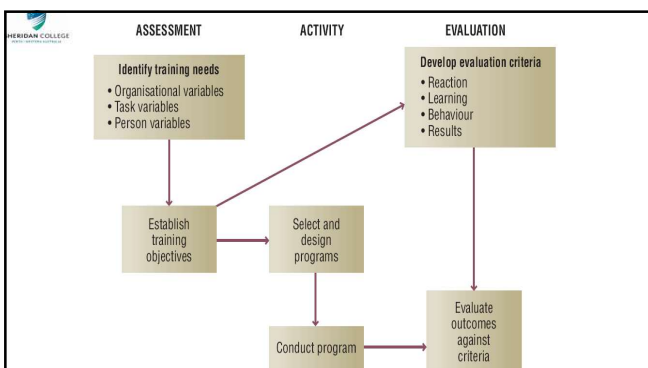 SHERIDAN COLLEGE
ASSESSMENT
ACTIVITY
EVALUATION
Identify training needs
• Organisational variables
• Task variables
• Person variables
Develop evaluation criteria
• Reaction
• Learning
• Behaviour
• Results
Establish
training
objectives
Select and
design
programs
Conduct program
Evaluate
outcomes
against
criteria